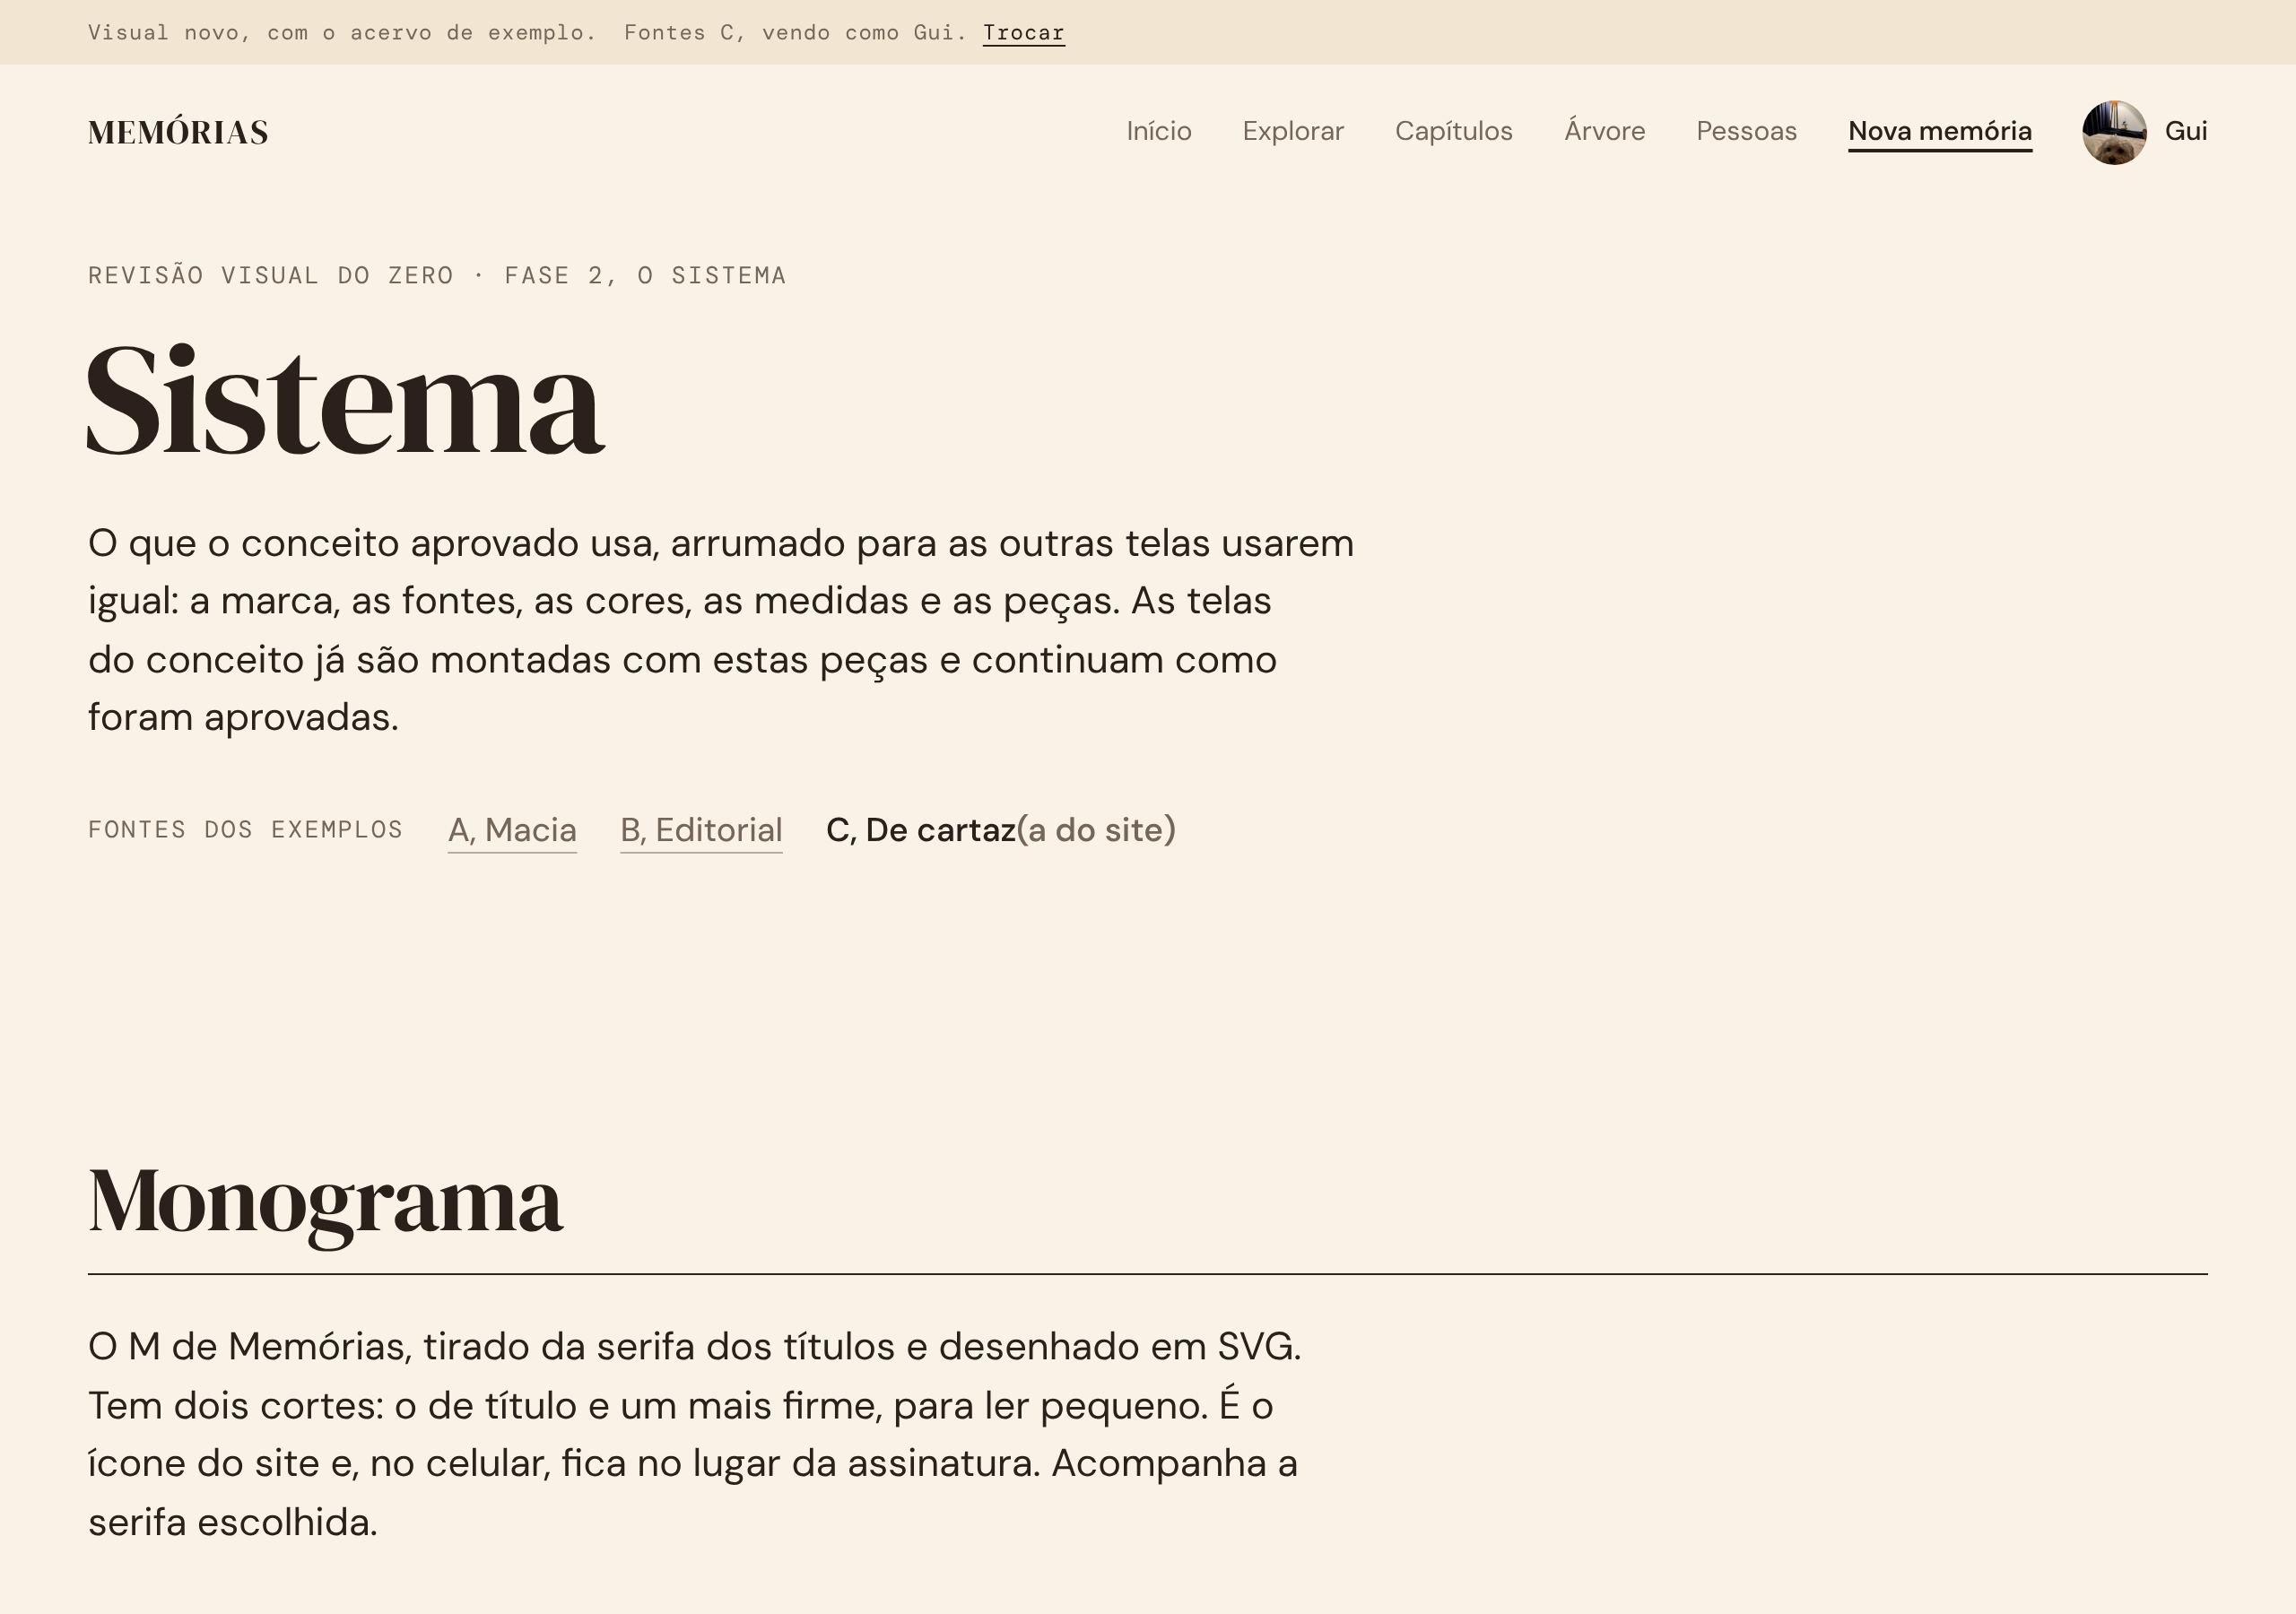 Visual novo, com o acervo de exemplo. Fontes C, vendo como Gui. Trocar
MEMÓRIAS
Início Explorar Capítulos Árvore Pessoas Nova memória Gui
REVISÃO VISUAL DO ZERO · FASE 2, O SISTEMA
Sistema
O que o conceito aprovado usa, arrumado para as outras telas usarem
igual: a marca, as fontes, as cores, as medidas e as peças. As telas
do conceito já são montadas com estas peças e continuam como
foram aprovadas.
FONTES DOS EXEMPLOS A, Macia B, Editorial C, De cartaz(a do site)
Monograma
O M de Memórias, tirado da serifa dos títulos e desenhado em SVG.
Tem dois cortes: o de título e um mais firme, para ler pequeno. É o
ícone do site e, no celular, fica no lugar da assinatura. Acompanha a
serifa escolhida.